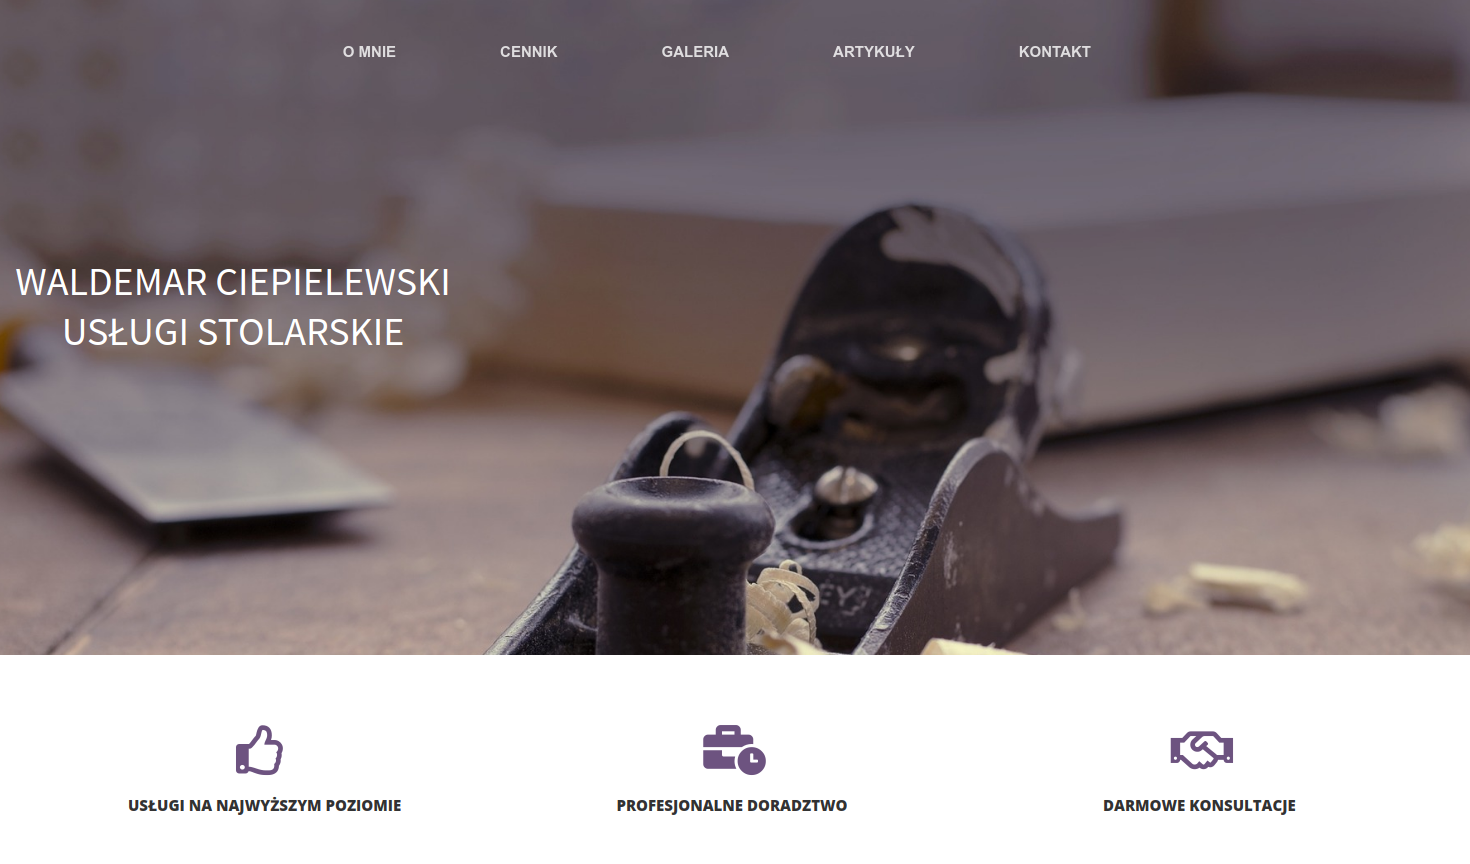 O MNIE CENNIK GALERIA ARTYKUŁY KONTAKT
WALDEMAR CIEPIELEWSKI
USŁUGI STOLARSKIE
USŁUGI NA NAJWYŻSZYM POZIOMIE PROFESJONALNE DORADZTWO DARMOWE KONSULTACJE